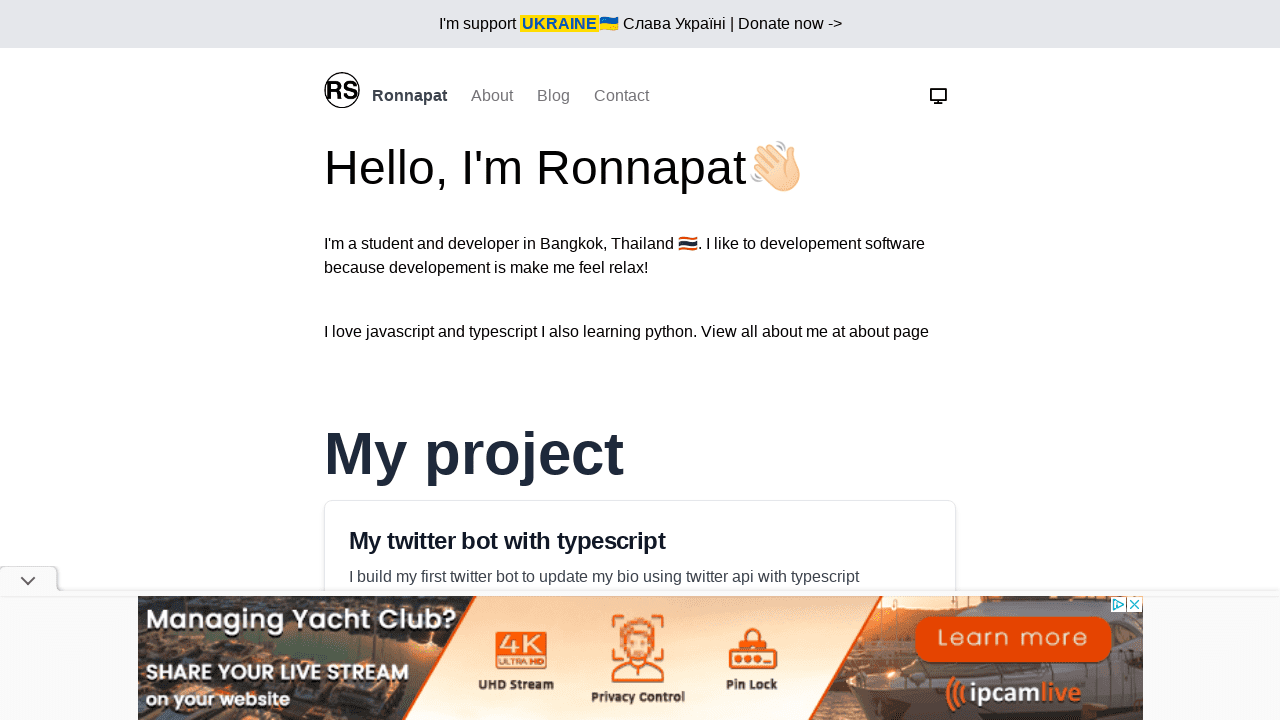 I'm support UKRAINE🇺🇦 Слава Україні | Donate now ->
RS Ronnapat About Blog Contact
Hello, I'm Ronnapat👋🏻
I'm a student and developer in Bangkok, Thailand 🇹🇭. I like to developement software
because developement is make me feel relax!
I love javascript and typescript I also learning python. View all about me at about page
My project
My twitter bot with typescript
I build my first twitter bot to update my bio using twitter api with typescript
Managing Yacht Club?
SHARE YOUR LIVE STREAM
on your website
4K
ULTRA HD
UHD Stream
Privacy Control
Pin Lock
Learn more
ipcamlive